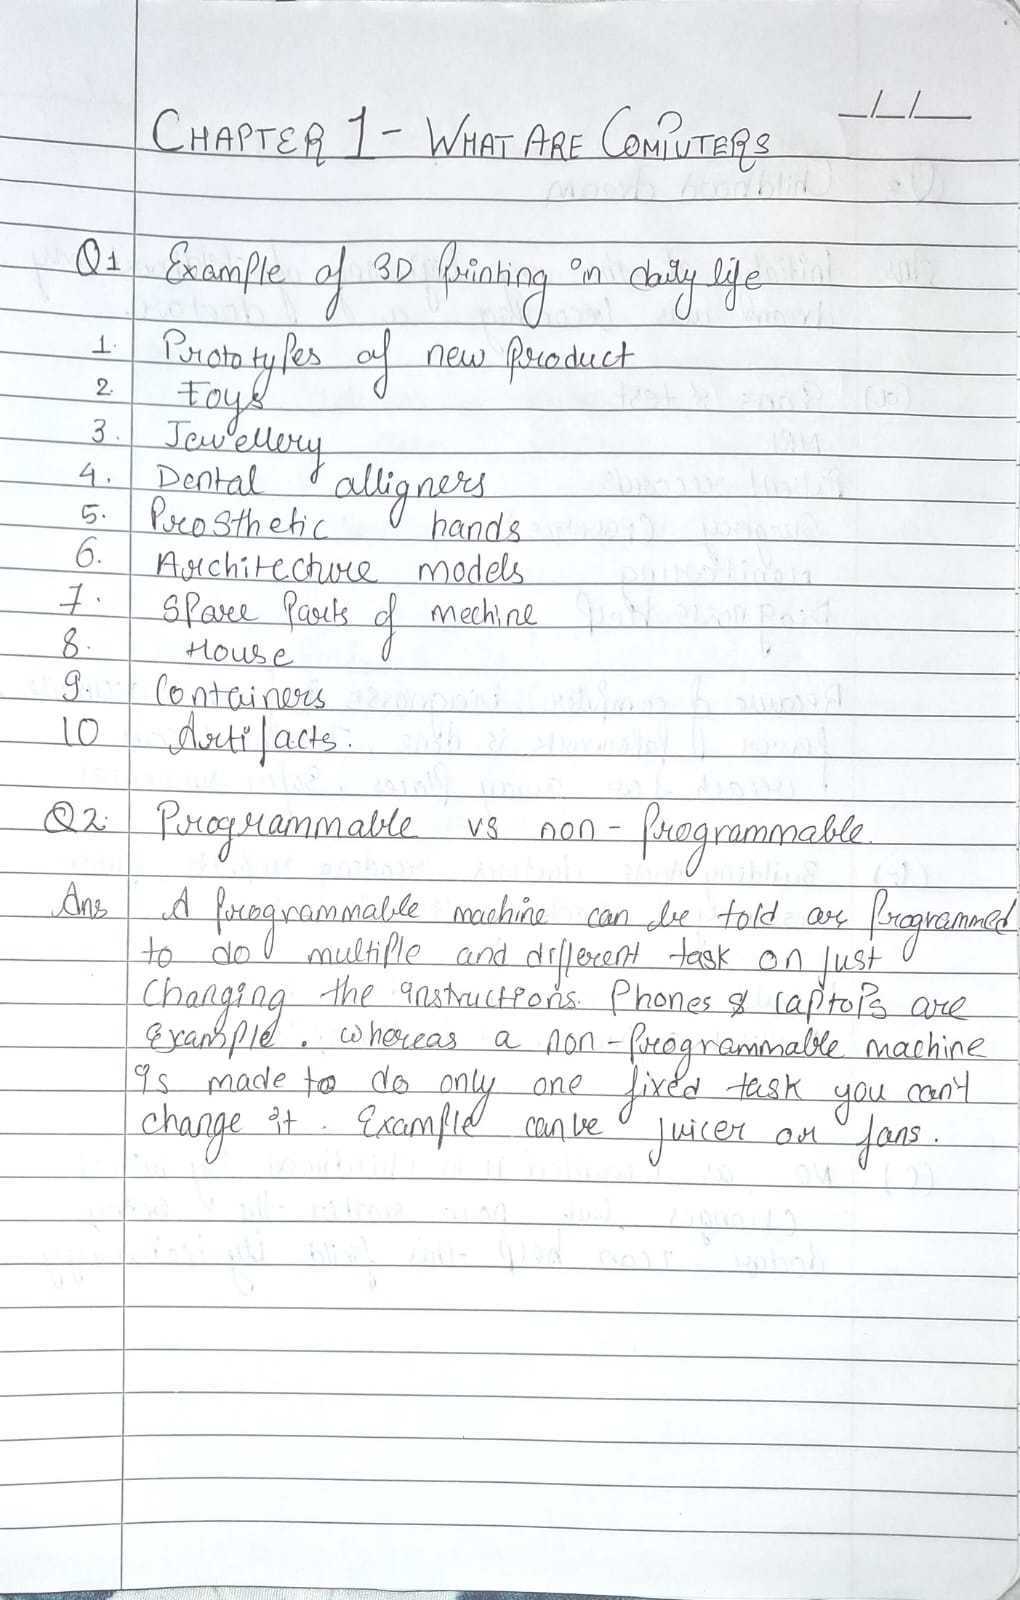 _/_/__
CHAPTER 1 - WHAT ARE COMPUTERS
Q1 Example of 3D printing in daily life
1. Prototypes of new product
2. Toys
3. Jewellery
4. Dental alligners
5. Prosthetic hands
6. Architecture models
7. Spare Parts of mechine
8. House
9. Containers
10 Artifacts.
Q2. Programmable vs non-programmable.
Ans A programmable machine can be told or programmed
to do multiple and different task on just
changing the instructions. Phones & laptops are
example. whereas a non-programmable machine
is made to do only one fixed task you can't
change it. Example can be juicer or fans.